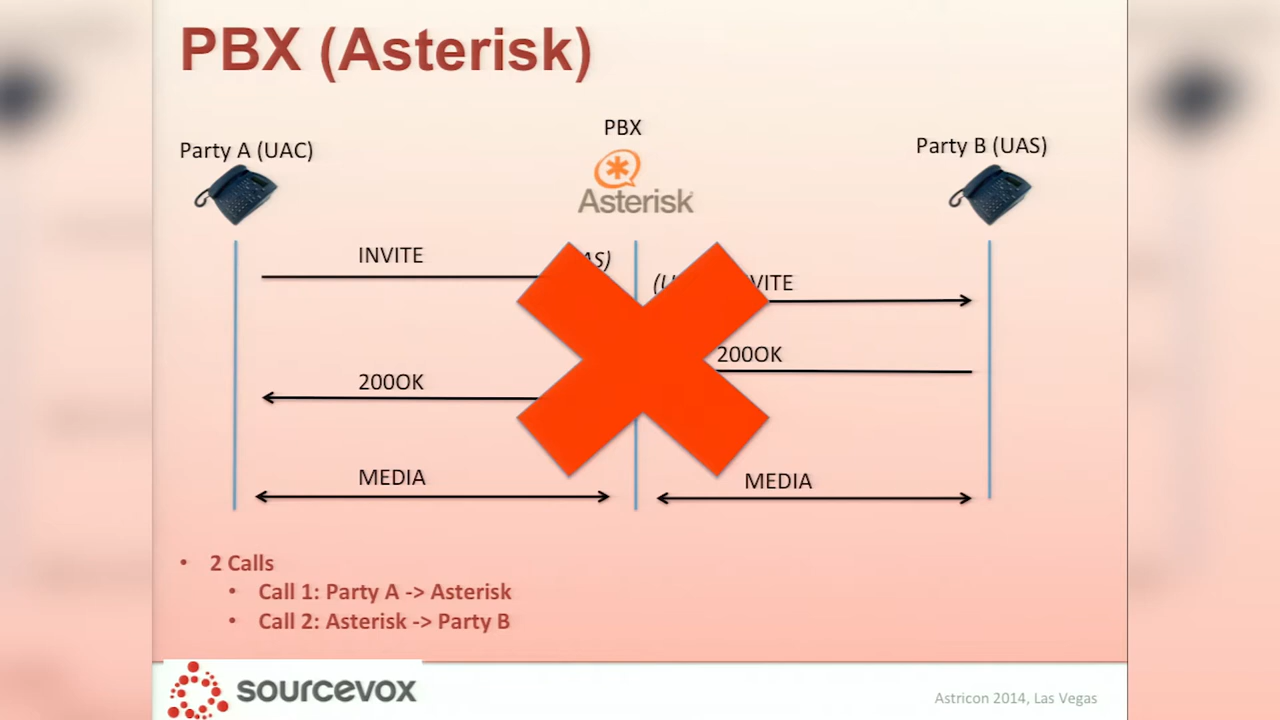 PBX (Asterisk)
PBX
Party A (UAC)
Party B (UAS)
Asterisk
INVITE
200OK
200OK
MEDIA
MEDIA
• 2 Calls
• Call 1: Party A -> Asterisk
• Call 2: Asterisk -> Party B
sourcevox
Astricon 2014, Las Vegas